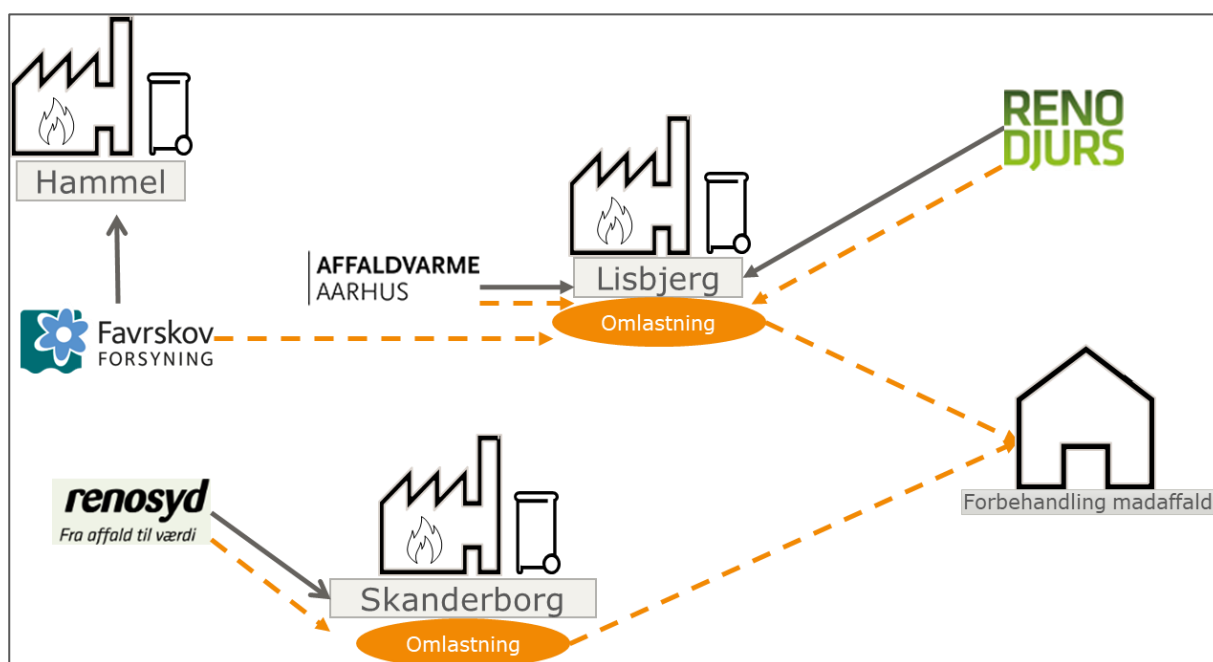 Hammel
RENO
DJURS
Lisbjerg
Omlastning
AFFALDVARME
AARHUS
Favrskov
FORSYNING
renosyd
Fra affald til værdi
Skanderborg
Omlastning
Forbehandling madaffald